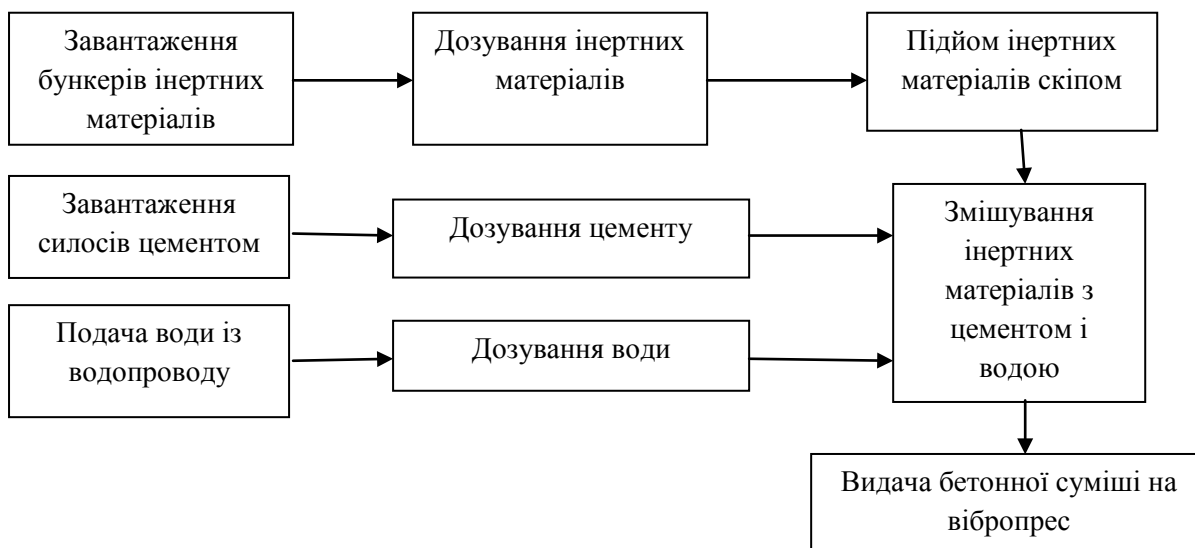 Завантаження
бункерів інертних
матеріалів
Дозування інертних
матеріалів
Підйом інертних
матеріалів скіпом
Завантаження
силосів цементом
Дозування цементу
Змішування
інертних
матеріалів з
цементом і
водою
Подача води із
водопроводу
Дозування води
Видача бетонної суміші на
вібропрес